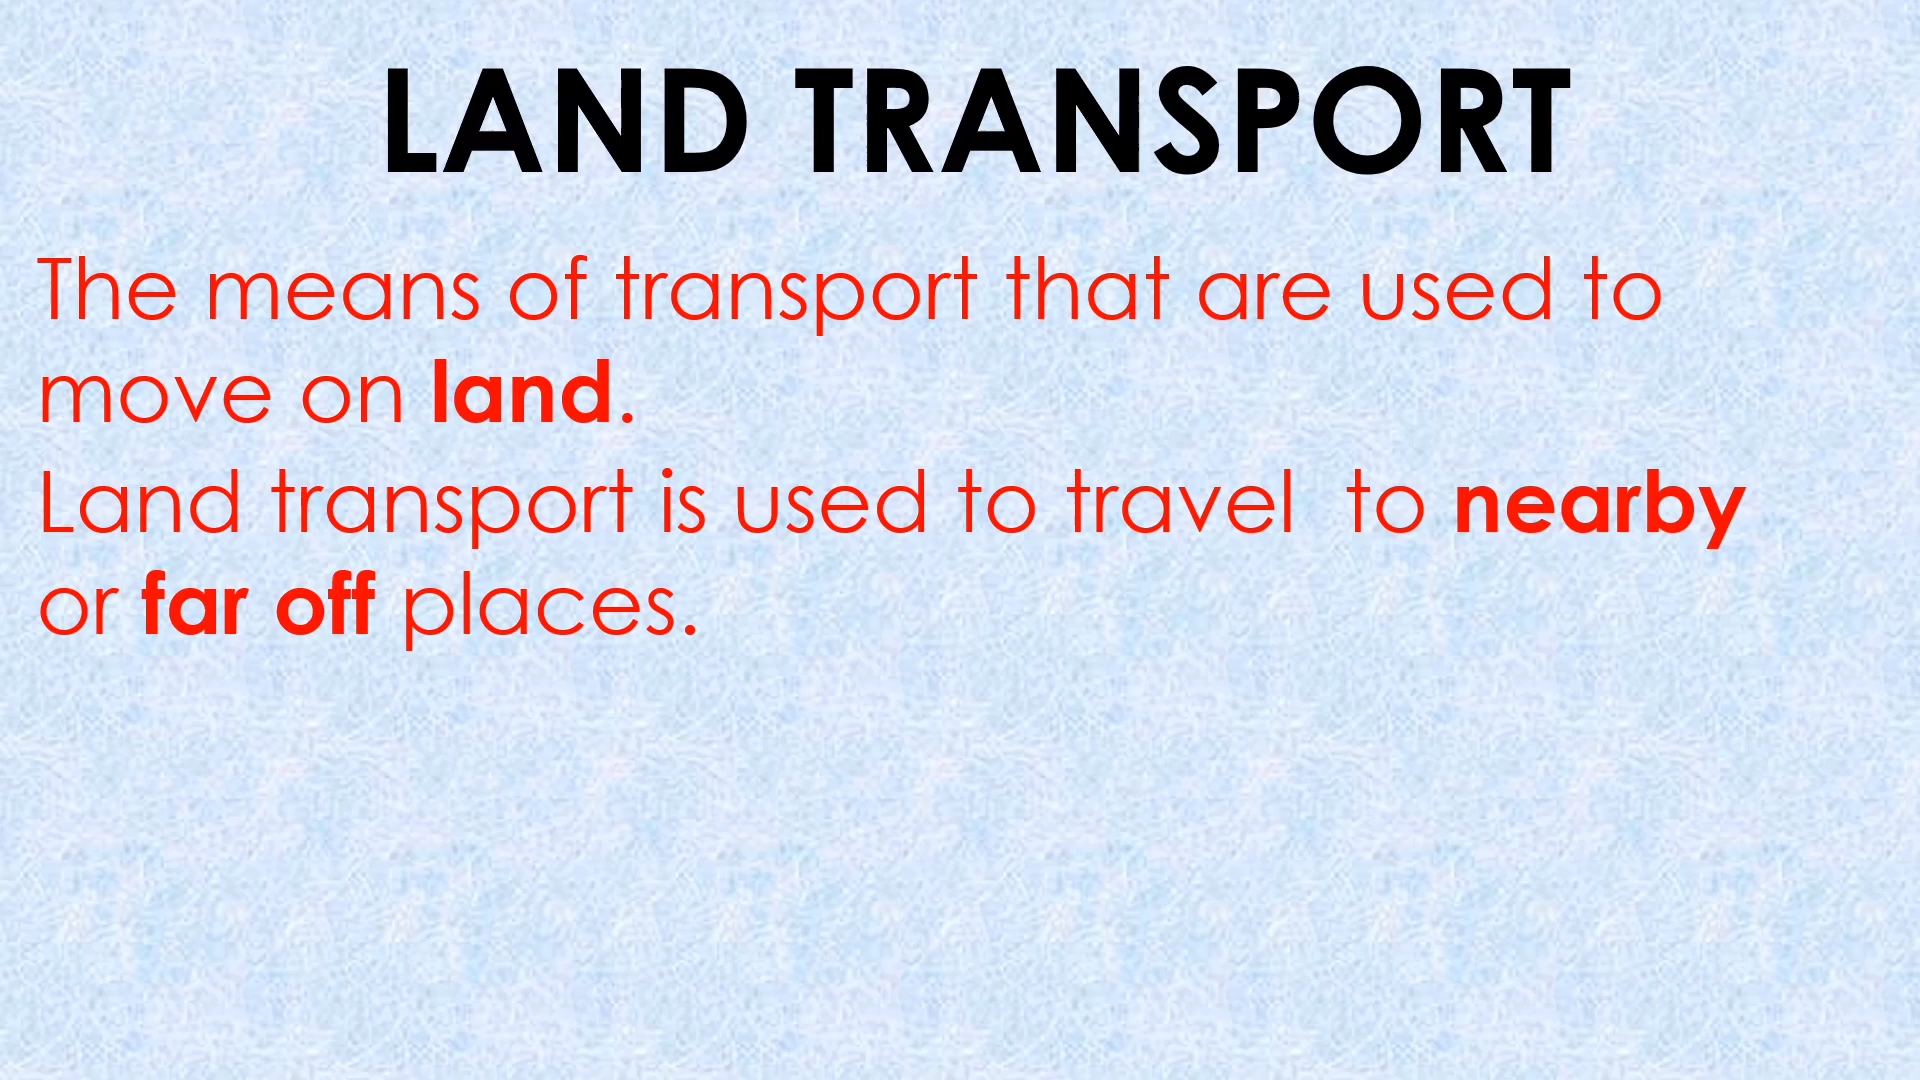 LAND TRANSPORT
The means of transport that are used to
move on land.
Land transport is used to travel  to nearby
or far off places.